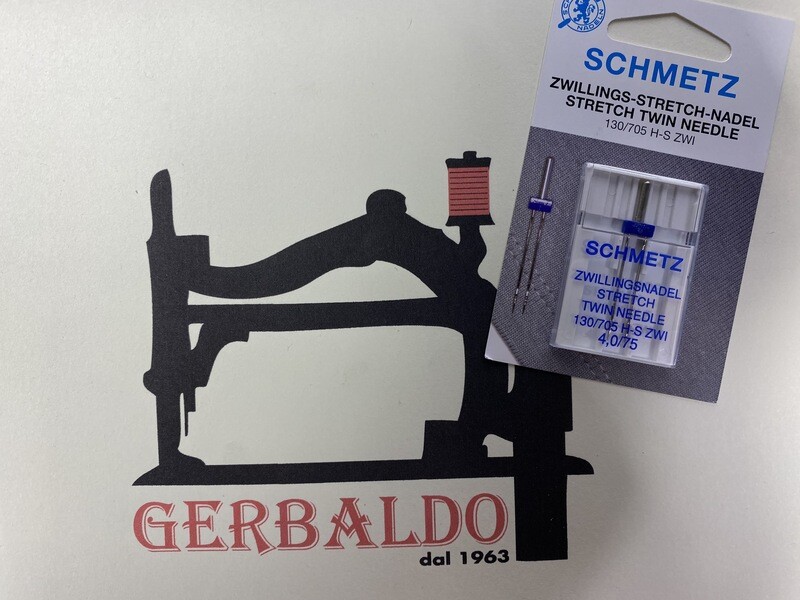 SCHMETZ
ZWILLINGS-STRETCH-NADEL
STRETCH TWIN NEEDLE
130/705 H-S ZWI
SCHMETZ
ZWILLINGSNADEL
STRETCH
TWIN NEEDLE
130/705 H-S ZWI
4,0/75
GERBALDO
dal 1963